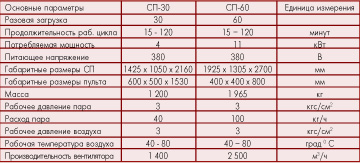 Основные параметры СП-30 СП-60 Единица измерения
Разовая загрузка 30 60
Продолжительность раб. цикла 15 - 120 15 – 120 минут
Потребляемая мощность 4 11 кВт
Питающее напряжение 380 380 В
Габаритные размеры СП 1425 x 1050 x 2160 1925 x 1305 x 2700 мм
Габаритные размеры пульта 600 x 500 x 1530 400 x 400 x 800 мм
Масса 1 200 1 965 кг
Рабочее давление пара 3 3 кгс/см²
Расход пара 40 100 кг/ч
Рабочее давление воздуха 3 3 кгс/см²
Рабочая температура воздуха 40 - 80 40 – 80 град.⁰ С
Производительность вентилятора 1 400 2 500 м³/ч